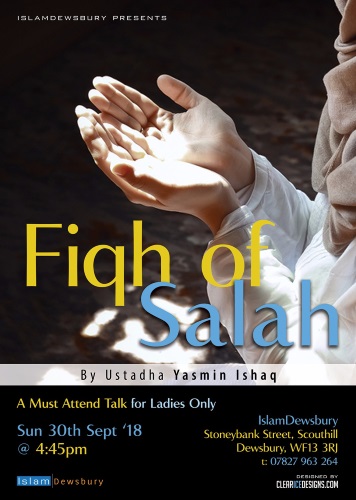 ISLAMDEWSBURY PRESENTS
Fiqh of
Salah
By Ustadha Yasmin Ishaq
A Must Attend Talk for Ladies Only
Sun 30th Sept ‘18
@ 4:45pm
IslamDewsbury
Stoneybank Street, Scouthill
Dewsbury, WF13 3RJ
t: 07827 963 264
Islam Dewsbury
DESIGNED BY
CLEARICEDESIGNS.COM